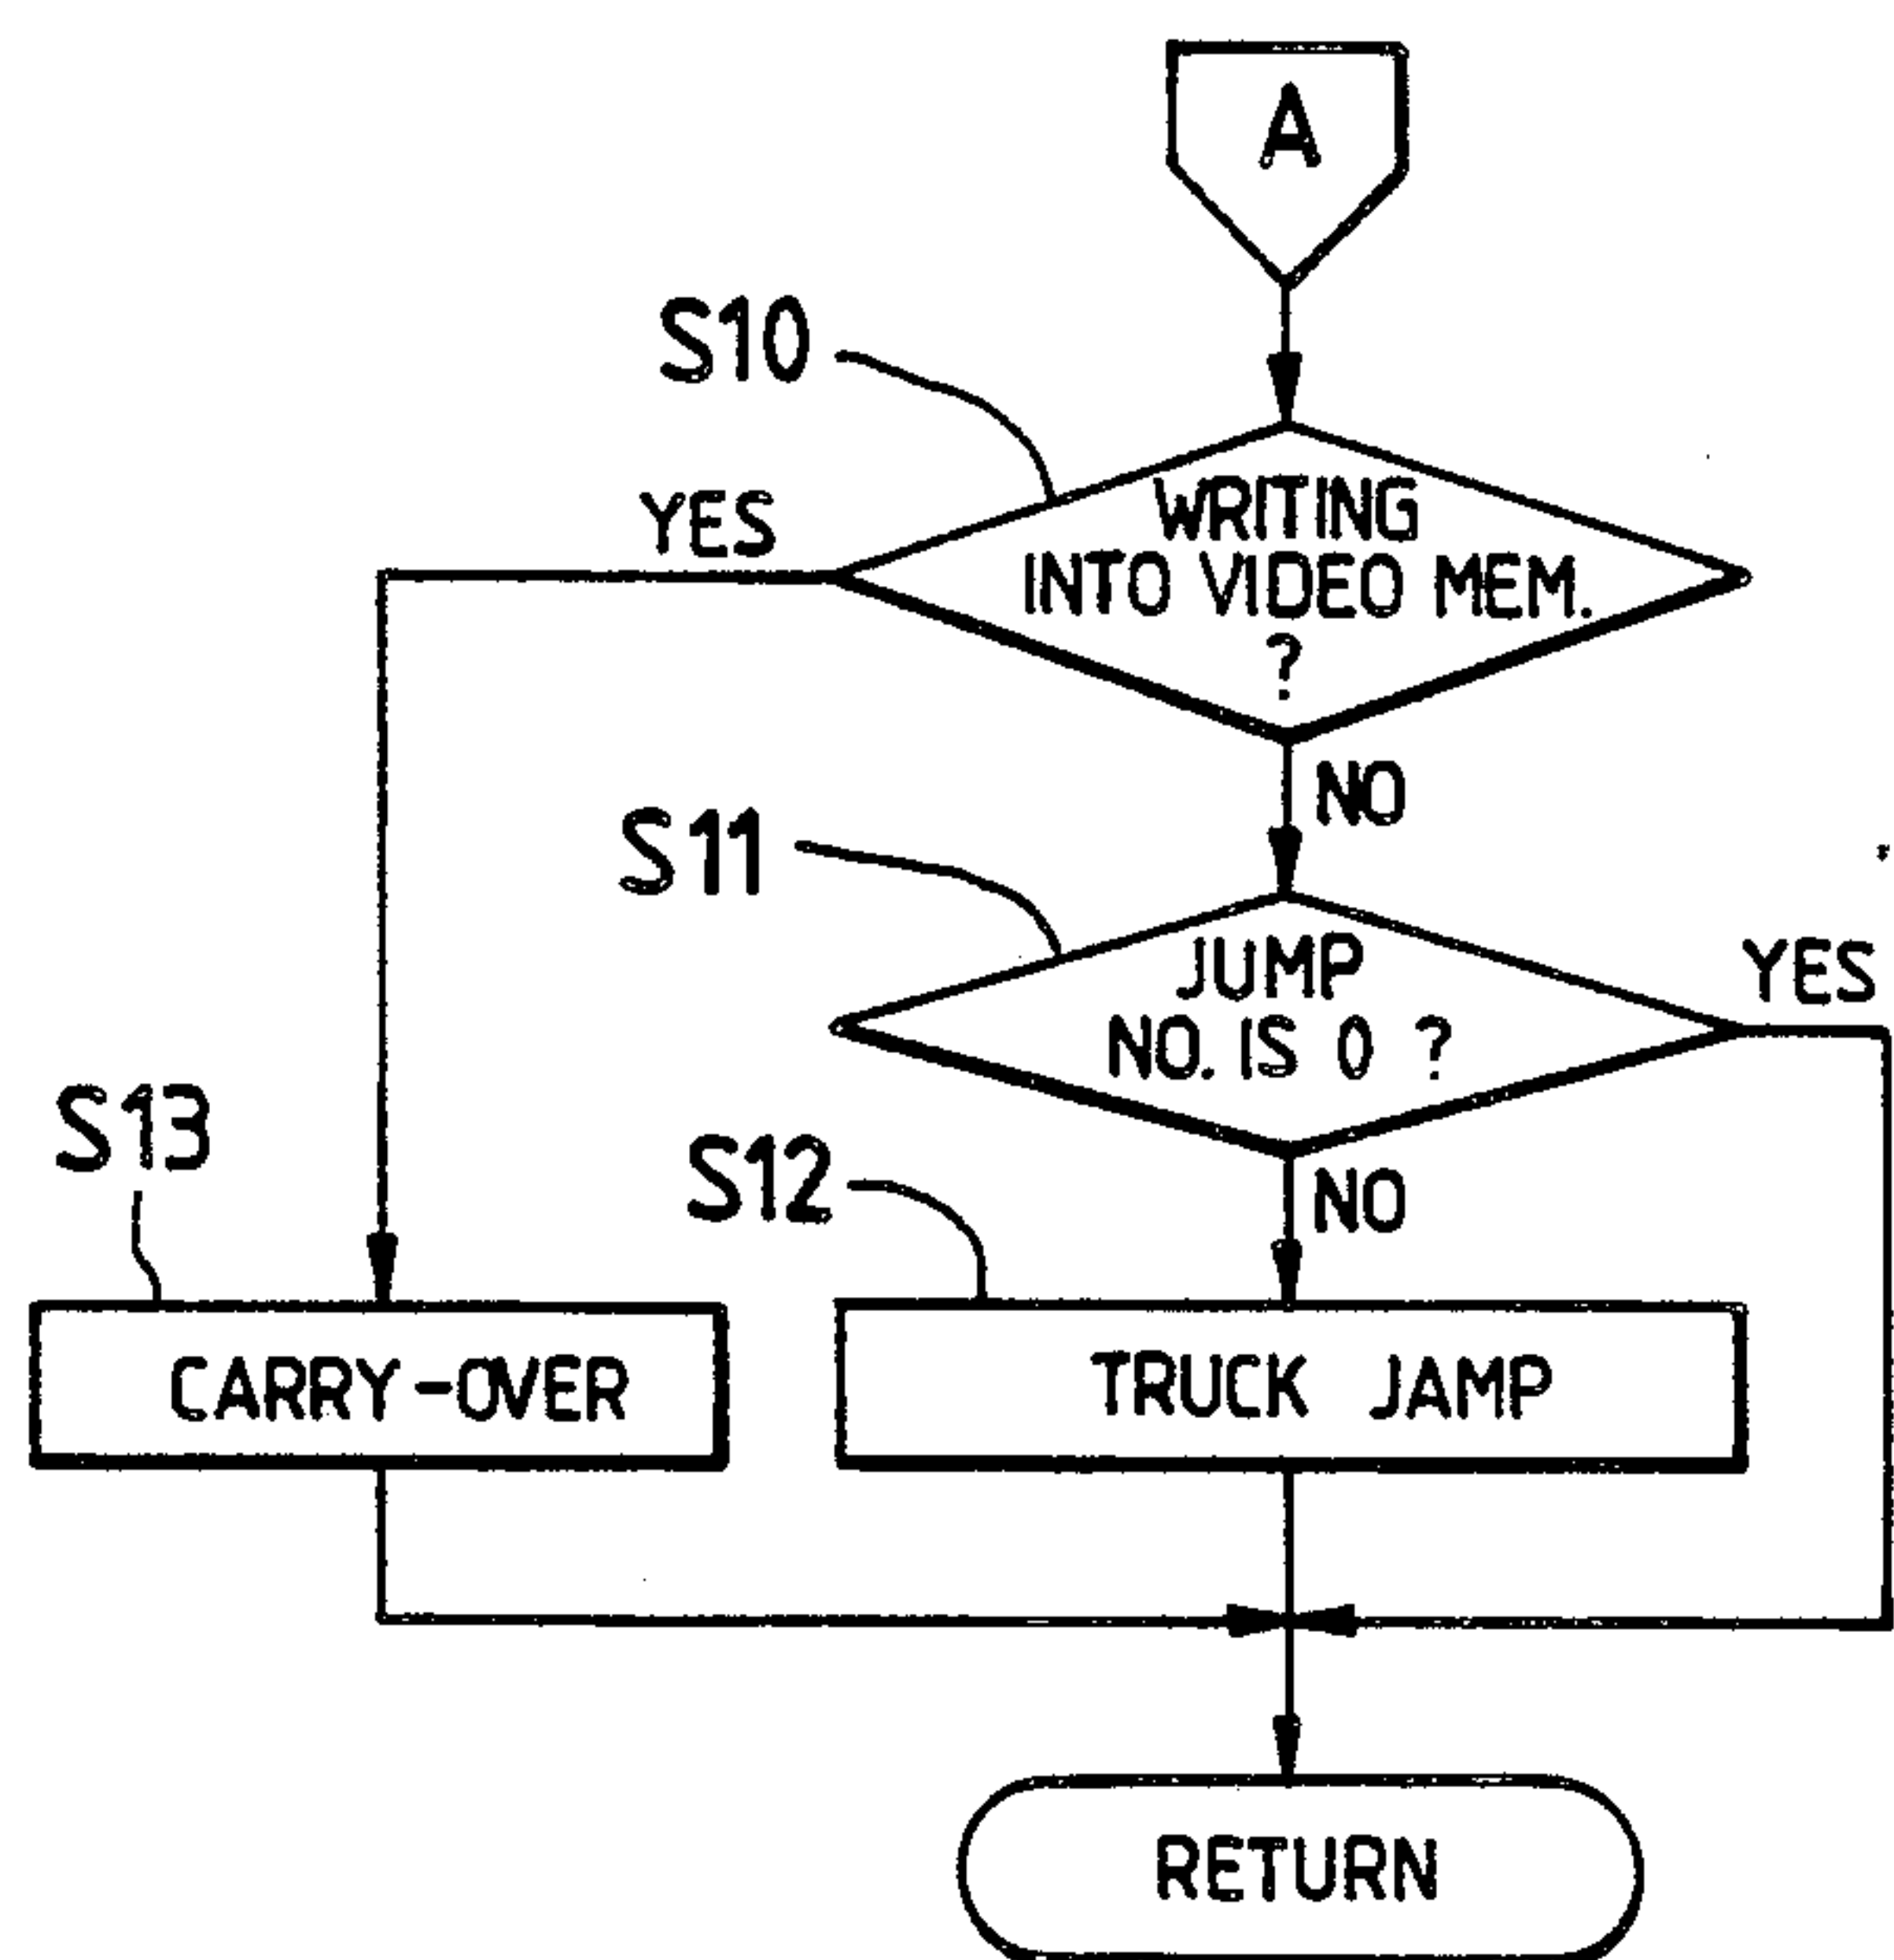 A
S10
YES
WRITING
INTO VIDEO MEM.
?
NO
S11
JUMP
NO. IS 0 ?
YES
S13
S12
NO
CARRY-OVER
TRUCK JAMP
RETURN